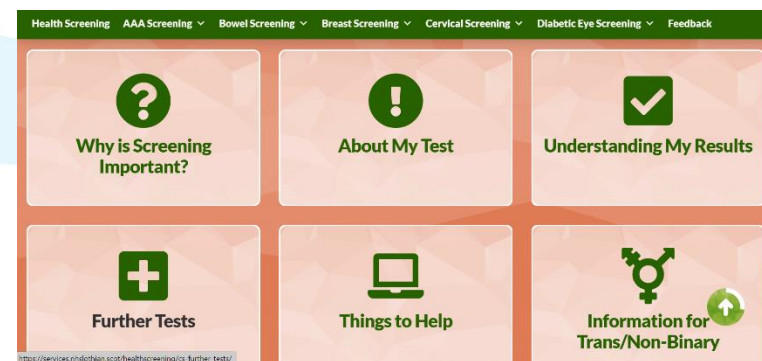 Health Screening AAA Screening Bowel Screening Breast Screening Cervical Screening Diabetic Eye Screening Feedback
Why is Screening
Important?
About My Test
Understanding My Results
Further Tests
Things to Help
Information for
Trans/Non-Binary
https://services.nhslothian.scot/healthscreening/cs-further-tests/